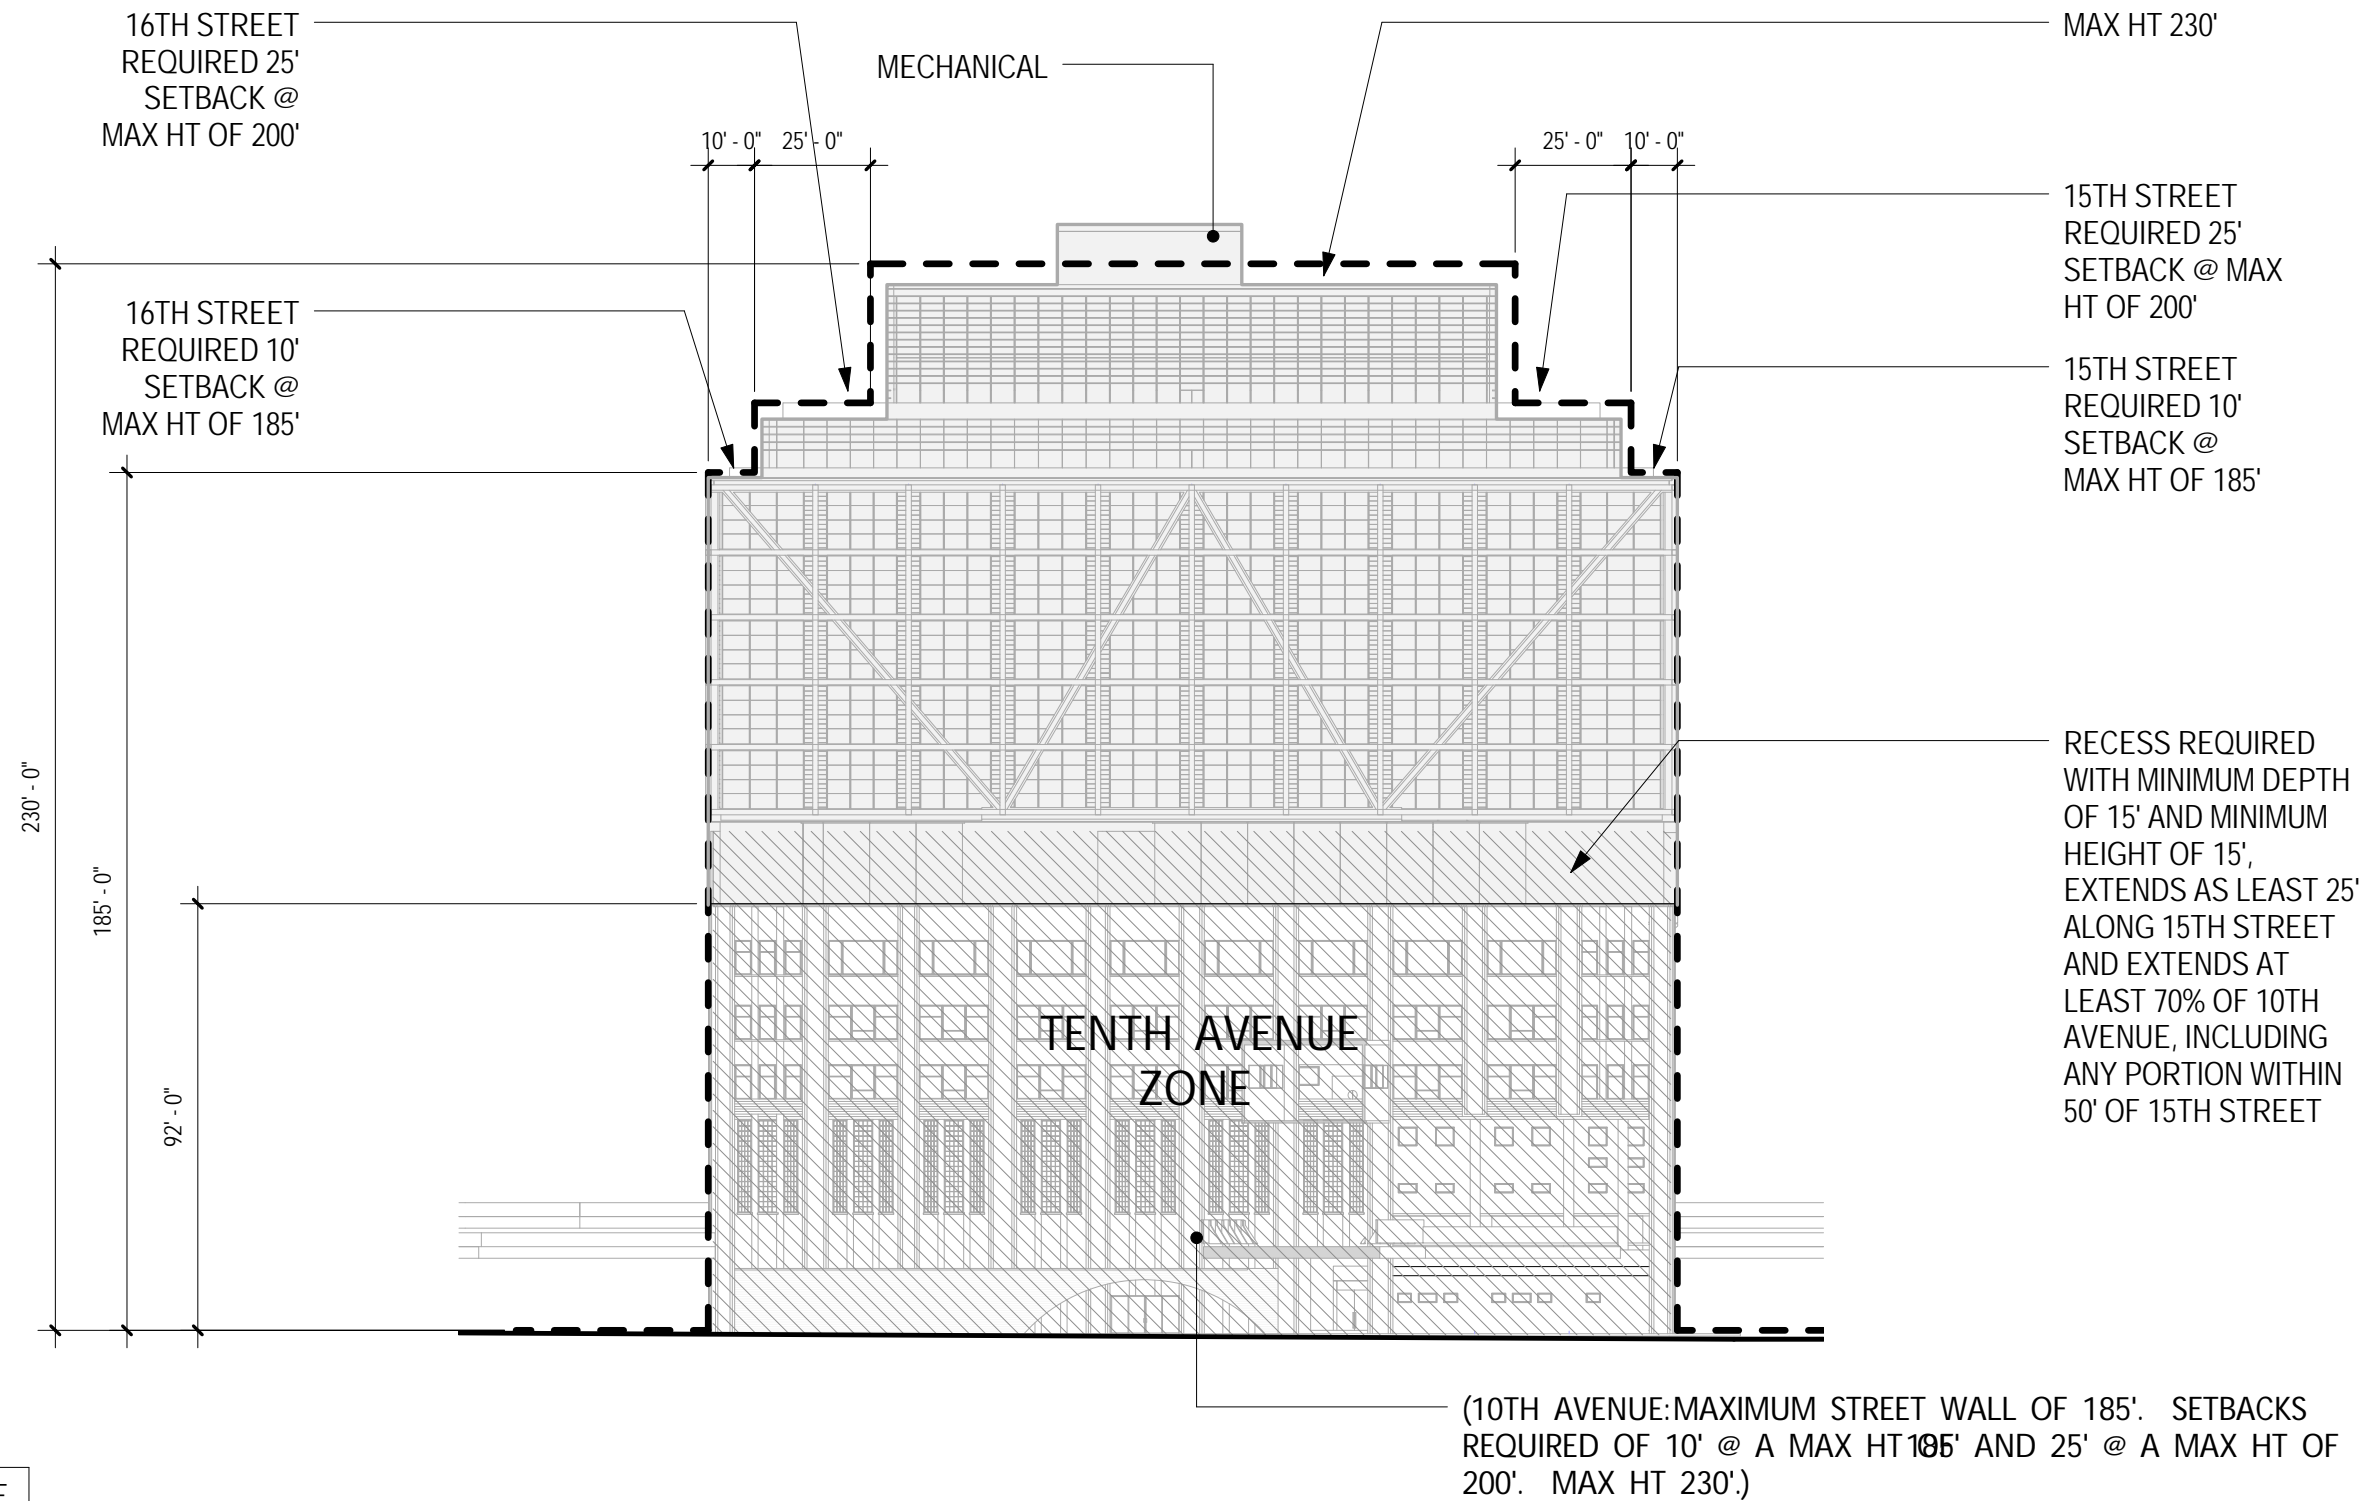 16TH STREET
REQUIRED 25'
SETBACK @
MAX HT OF 200'
MECHANICAL
MAX HT 230'
10' - 0"
25' - 0"
25' - 0"
10' - 0"
15TH STREET
REQUIRED 25'
SETBACK @ MAX
HT OF 200'
16TH STREET
REQUIRED 10'
SETBACK @
MAX HT OF 185'
15TH STREET
REQUIRED 10'
SETBACK @
MAX HT OF 185'
230' - 0"
185' - 0"
92' - 0"
RECESS REQUIRED
WITH MINIMUM DEPTH
OF 15' AND MINIMUM
HEIGHT OF 15',
EXTENDS AS LEAST 25'
ALONG 15TH STREET
AND EXTENDS AT
LEAST 70% OF 10TH
AVENUE, INCLUDING
ANY PORTION WITHIN
50' OF 15TH STREET
TENTH AVENUE
ZONE
(10TH AVENUE:MAXIMUM STREET WALL OF 185'. SETBACKS
REQUIRED OF 10' @ A MAX HT OF 185' AND 25' @ A MAX HT OF
200'. MAX HT 230'.)